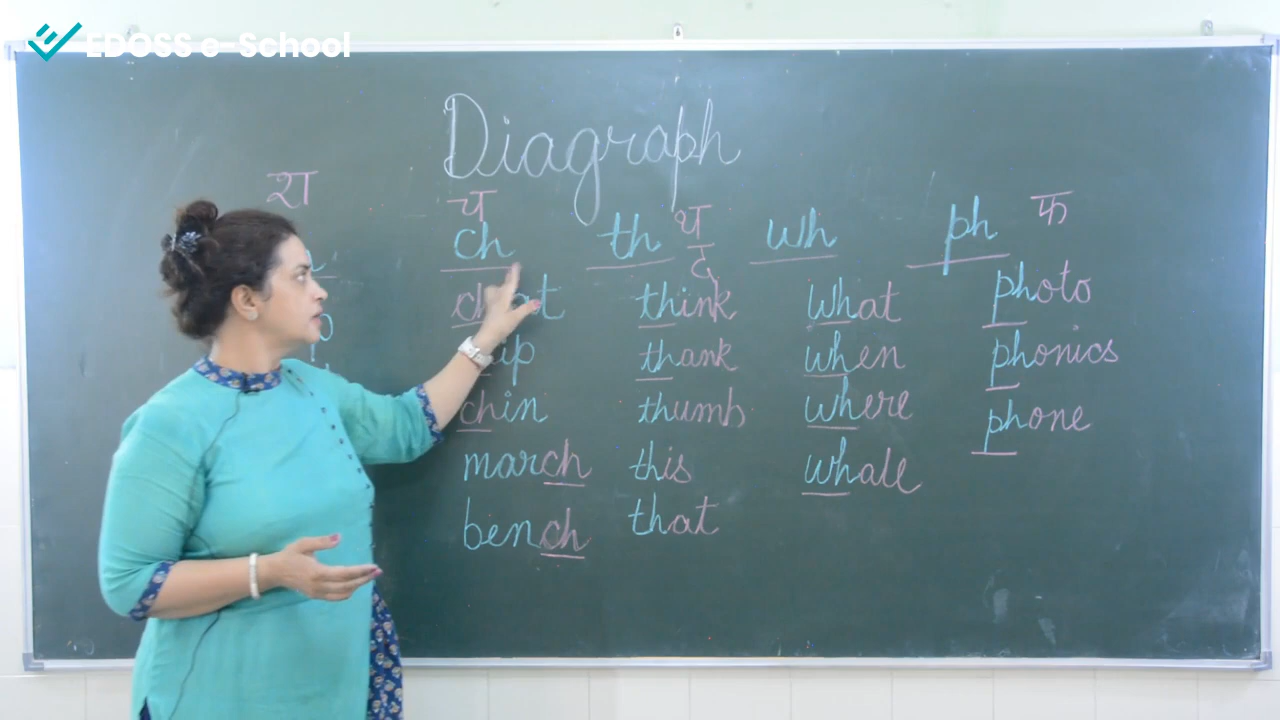 EDOSS e-School
Diagraph
श
च
ch
chat
chin
march
bench
थ
द
th
think
thank
thumb
this
that
wh
what
when
where
whale
ph
फ
photo
phonics
phone